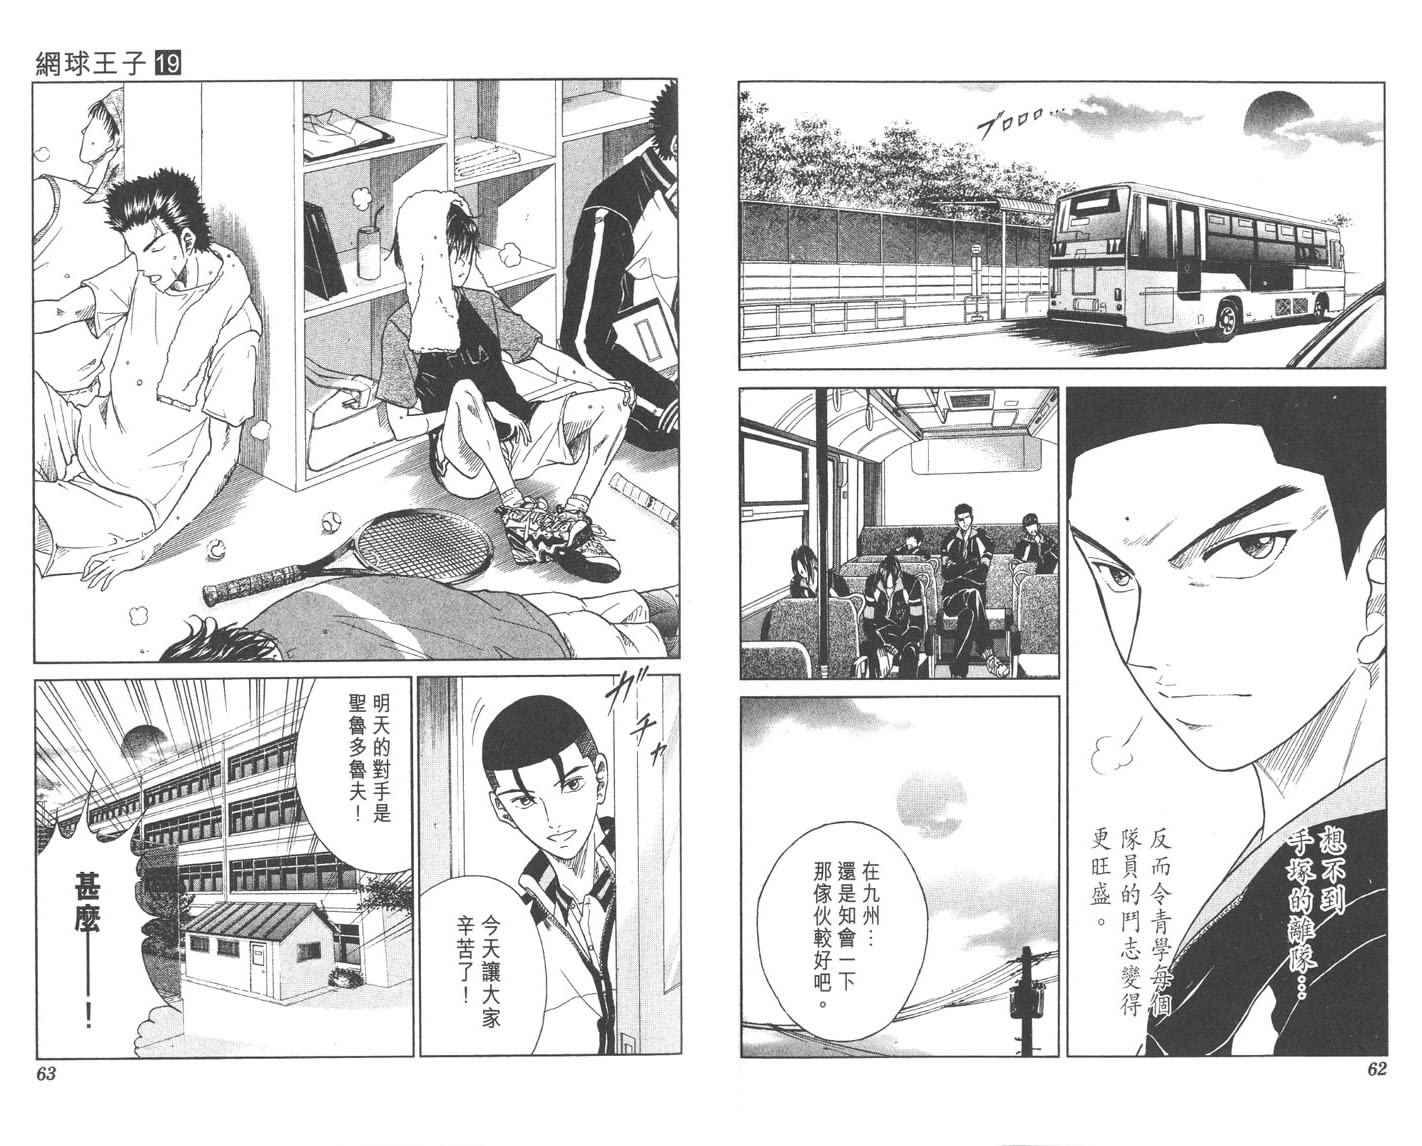 ブロロロ…
想不到
手塚的離隊…
反而令青學每個
隊員的鬥志變得
更旺盛。
在九州…
還是知會一下
那傢伙較好吧。
62
網球王子 19
ガチャ
今天讓大家
辛苦了！
明天的對手是
聖魯多魯夫！
甚麼——！
63